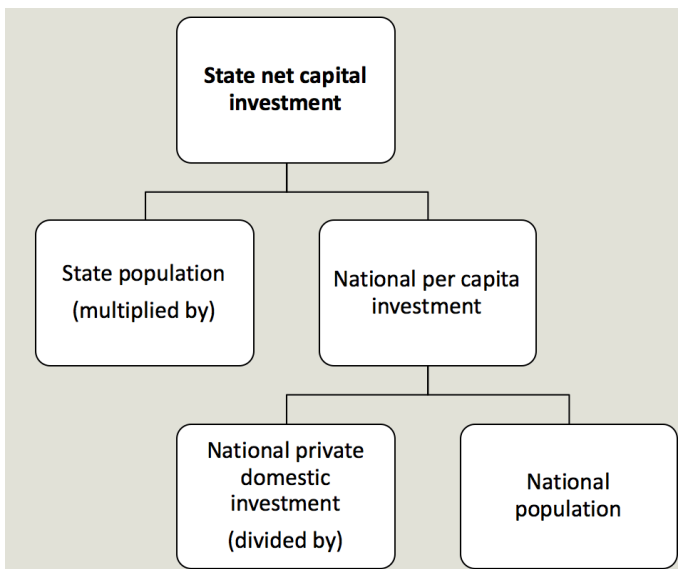 State net capital
investment
State population
(multiplied by)
National per capita
investment
National private
domestic
investment
(divided by)
National
population